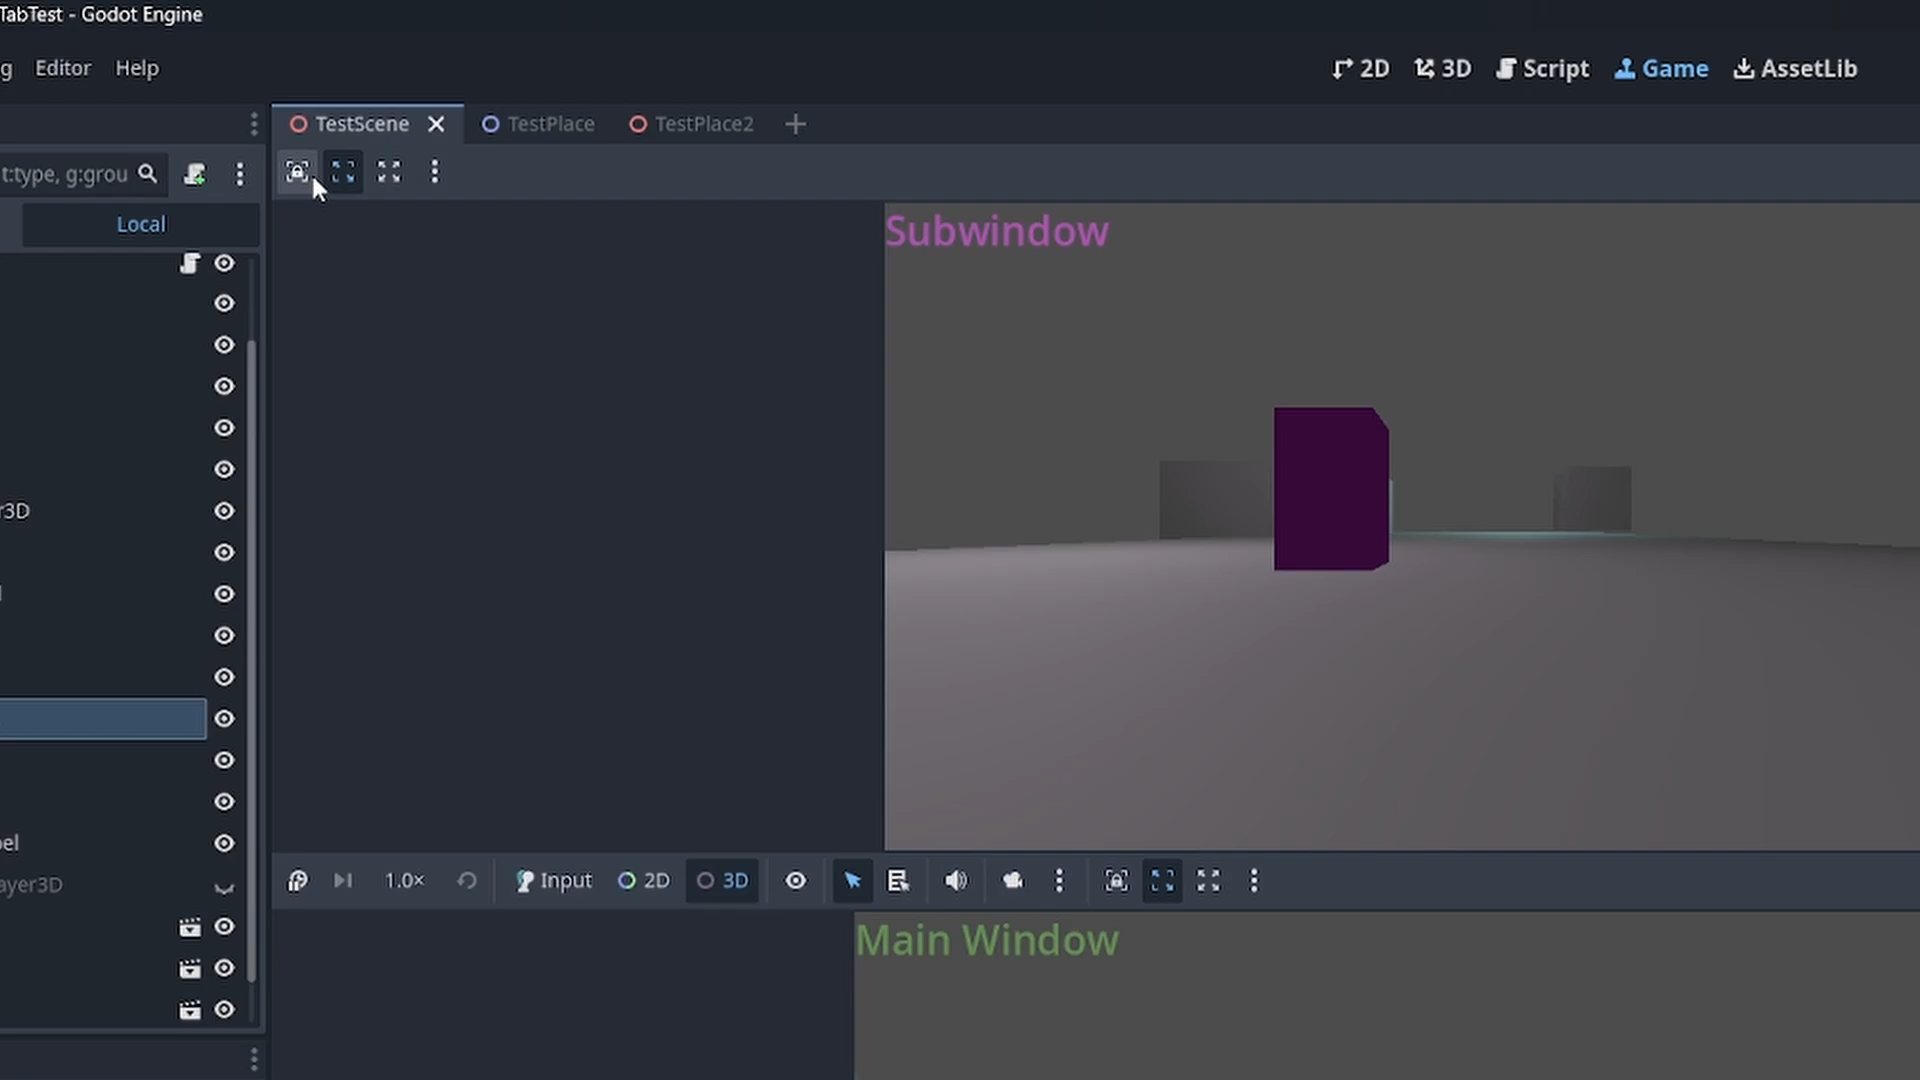 TabTest - Godot Engine
g Editor Help
2D 3D Script Game AssetLib
TestScene TestPlace TestPlace2
t:type, g:grou
Local
Subwindow
r3D
bel
ayer3D
1.0× Input 2D 3D
Main Window